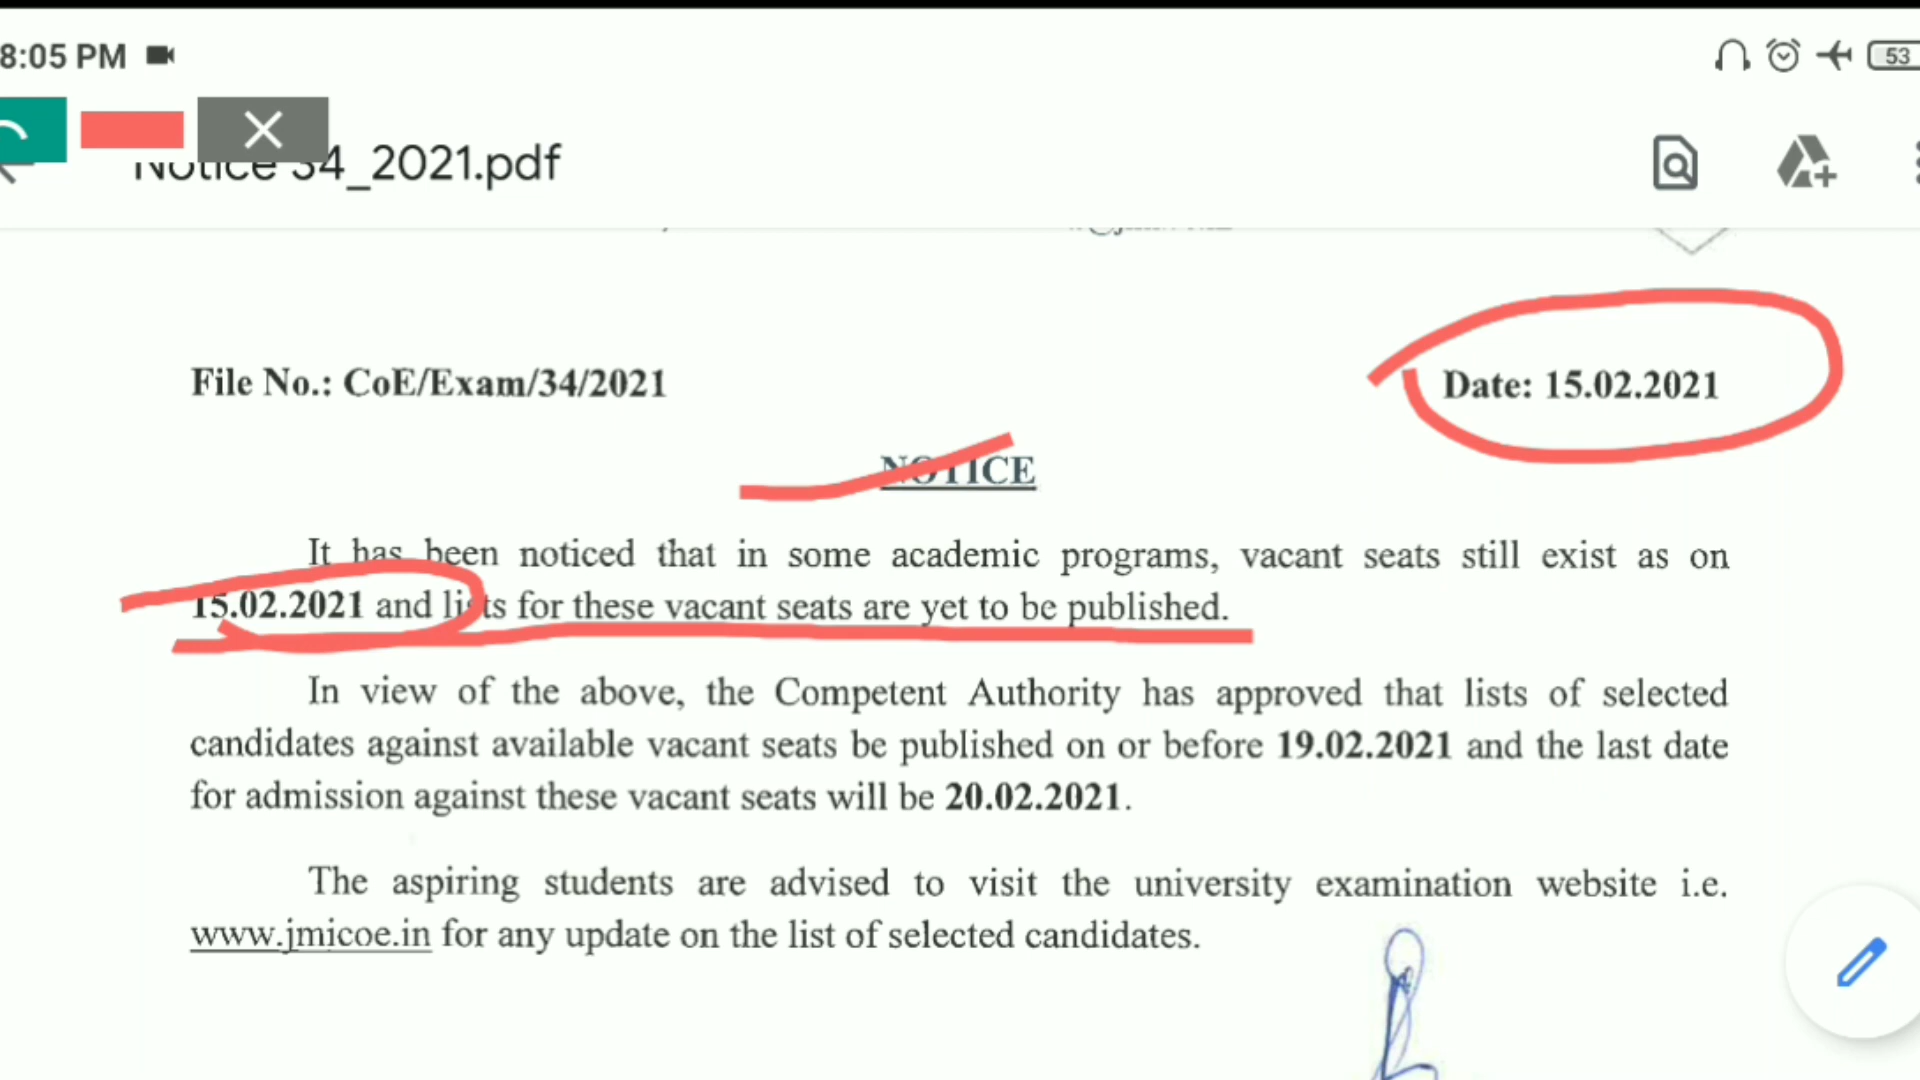 8:05 PM
53
Notice 34_2021.pdf
File No.: CoE/Exam/34/2021
Date: 15.02.2021
NOTICE
It has been noticed that in some academic programs, vacant seats still exist as on
15.02.2021 and lists for these vacant seats are yet to be published.
In view of the above, the Competent Authority has approved that lists of selected
candidates against available vacant seats be published on or before 19.02.2021 and the last date
for admission against these vacant seats will be 20.02.2021.
The aspiring students are advised to visit the university examination website i.e.
www.jmicoe.in for any update on the list of selected candidates.